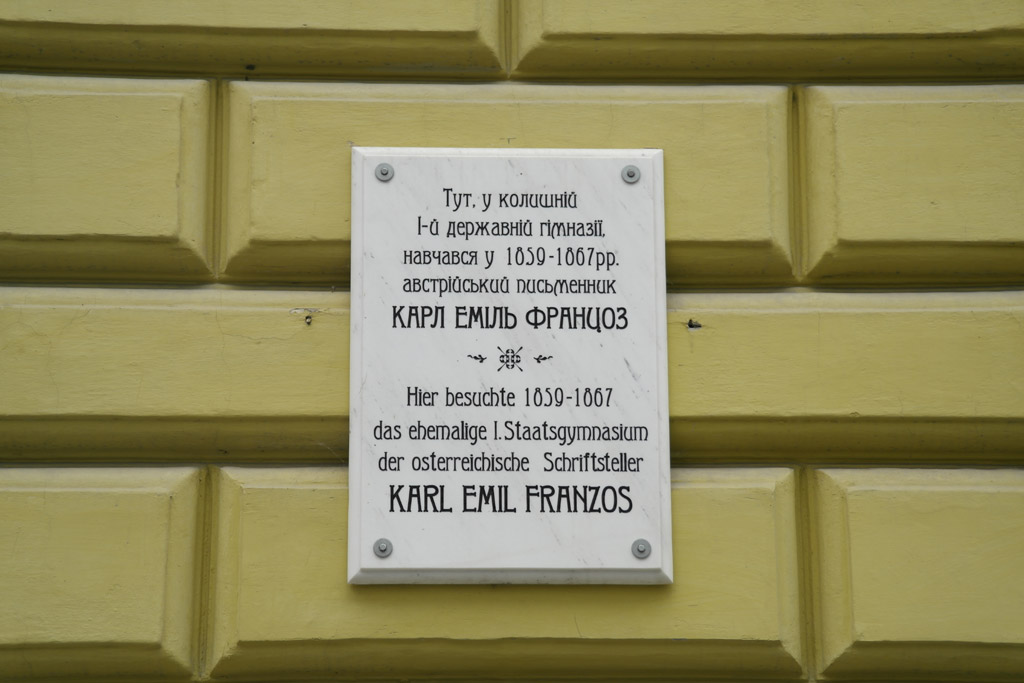 Тут, у колишній
І-й державній гімназії,
навчався у 1859-1867рр.
австрійський письменник
КАРЛ ЕМІЛЬ ФРАНЦОЗ
Hier besuchte 1859-1867
das ehemalige I.Staatsgymnasium
der osterreichische Schriftsteller
KARL EMIL FRANZOS